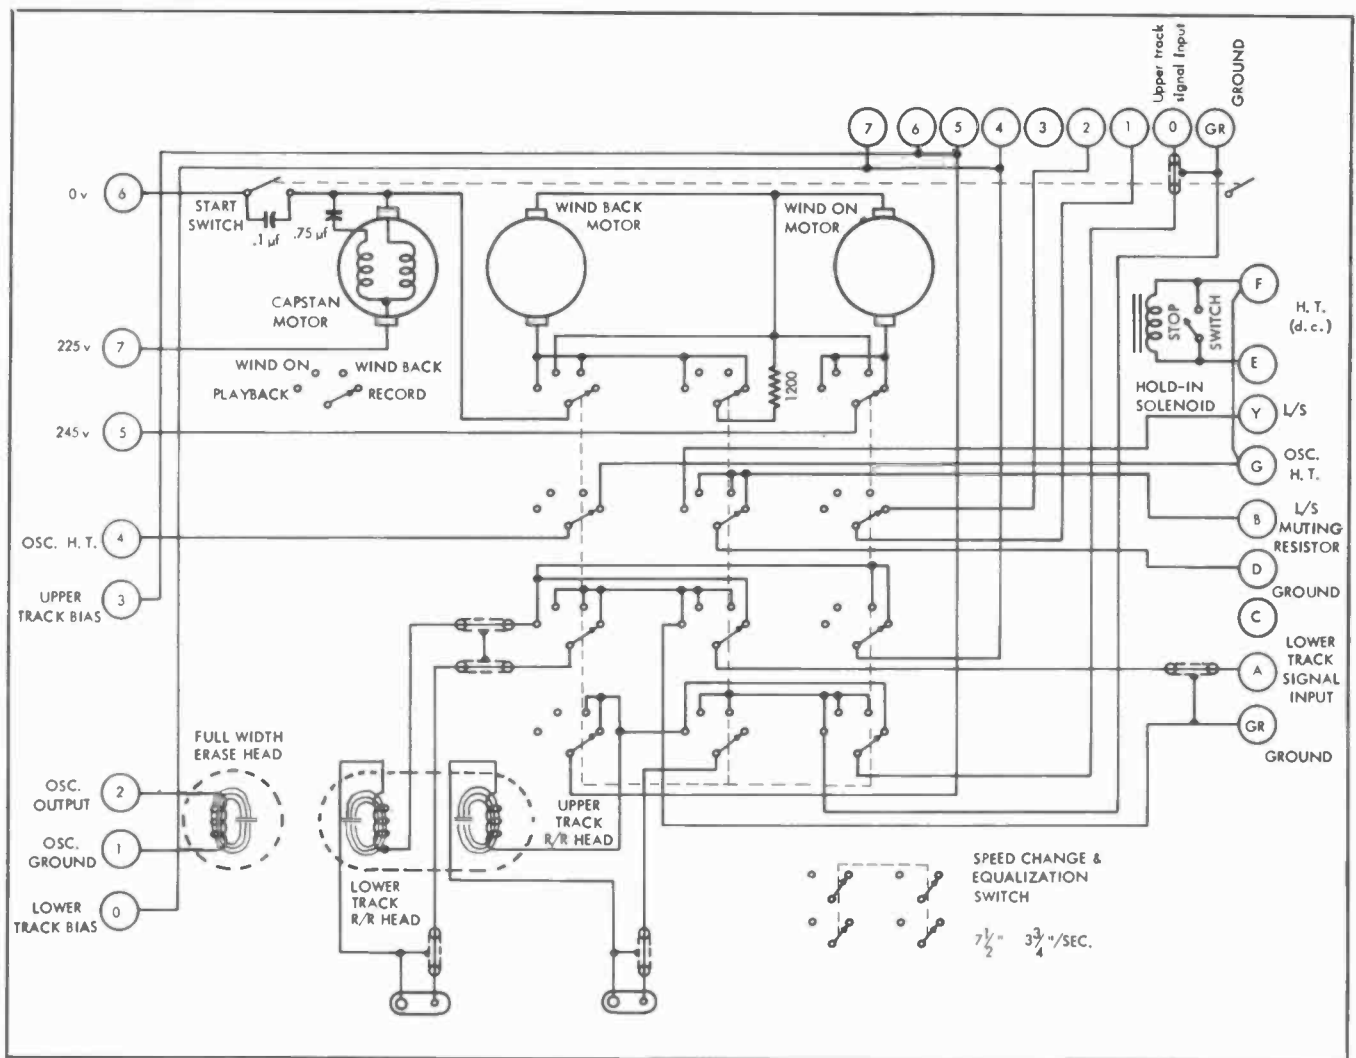 Upper track
signal Input
GROUND
7
6
5
4
3
2
1
0
GR
0 v
6
START
SWITCH
.1 µf
.75 µf
WIND BACK
MOTOR
WIND ON
MOTOR
CAPSTAN
MOTOR
F
H. T.
(d.c.)
STOP
SWITCH
225 v
7
WIND ON
WIND BACK
PLAYBACK
RECORD
1200
E
HOLD-IN
SOLENOID
Y
L/S
245 v
5
G
OSC.
H. T.
B
L/S
MUTING
RESISTOR
OSC. H. T.
4
D
GROUND
UPPER
TRACK BIAS
3
C
LOWER
TRACK
SIGNAL
INPUT
A
GR
GROUND
FULL WIDTH
ERASE HEAD
OSC.
OUTPUT
2
UPPER
TRACK
R/R HEAD
OSC.
GROUND
1
LOWER
TRACK
R/R HEAD
SPEED CHANGE &
EQUALIZATION
SWITCH
LOWER
TRACK BIAS
0
7 1/2" 3 3/4"/SEC.